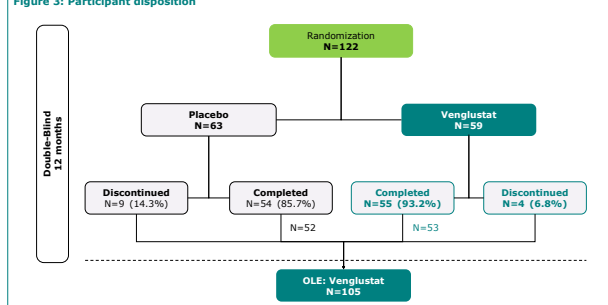 Figure 3: Participant disposition
Randomization
N=122
Double-Blind
12 months
Placebo
N=63
Venglustat
N=59
Discontinued
N=9 (14.3%)
Completed
N=54 (85.7%)
Completed
N=55 (93.2%)
Discontinued
N=4 (6.8%)
N=52
N=53
OLE: Venglustat
N=105